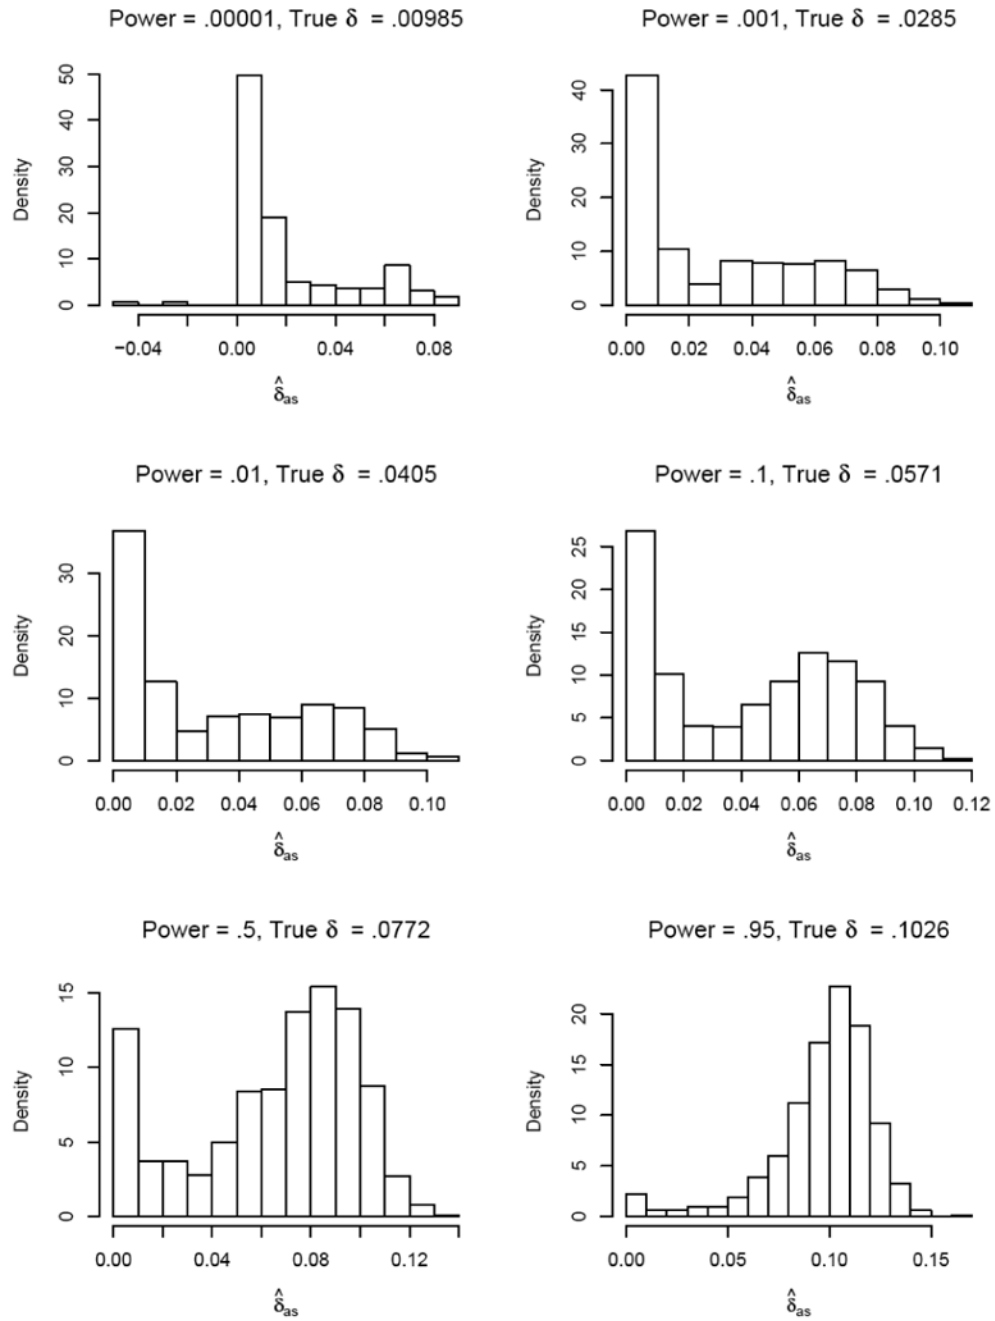 Power = .00001, True δ = .00985
Density
0 10 20 30 40 50
−0.04 0.00 0.04 0.08
δ̂as
Power = .001, True δ = .0285
Density
0 10 20 30 40
0.00 0.02 0.04 0.06 0.08 0.10
δ̂as
Power = .01, True δ = .0405
Density
0 10 20 30
0.00 0.02 0.04 0.06 0.08 0.10
δ̂as
Power = .1, True δ = .0571
Density
0 5 10 15 20 25
0.00 0.02 0.04 0.06 0.08 0.10 0.12
δ̂as
Power = .5, True δ = .0772
Density
0 5 10 15
0.00 0.04 0.08 0.12
δ̂as
Power = .95, True δ = .1026
Density
0 5 10 15 20
0.00 0.05 0.10 0.15
δ̂as